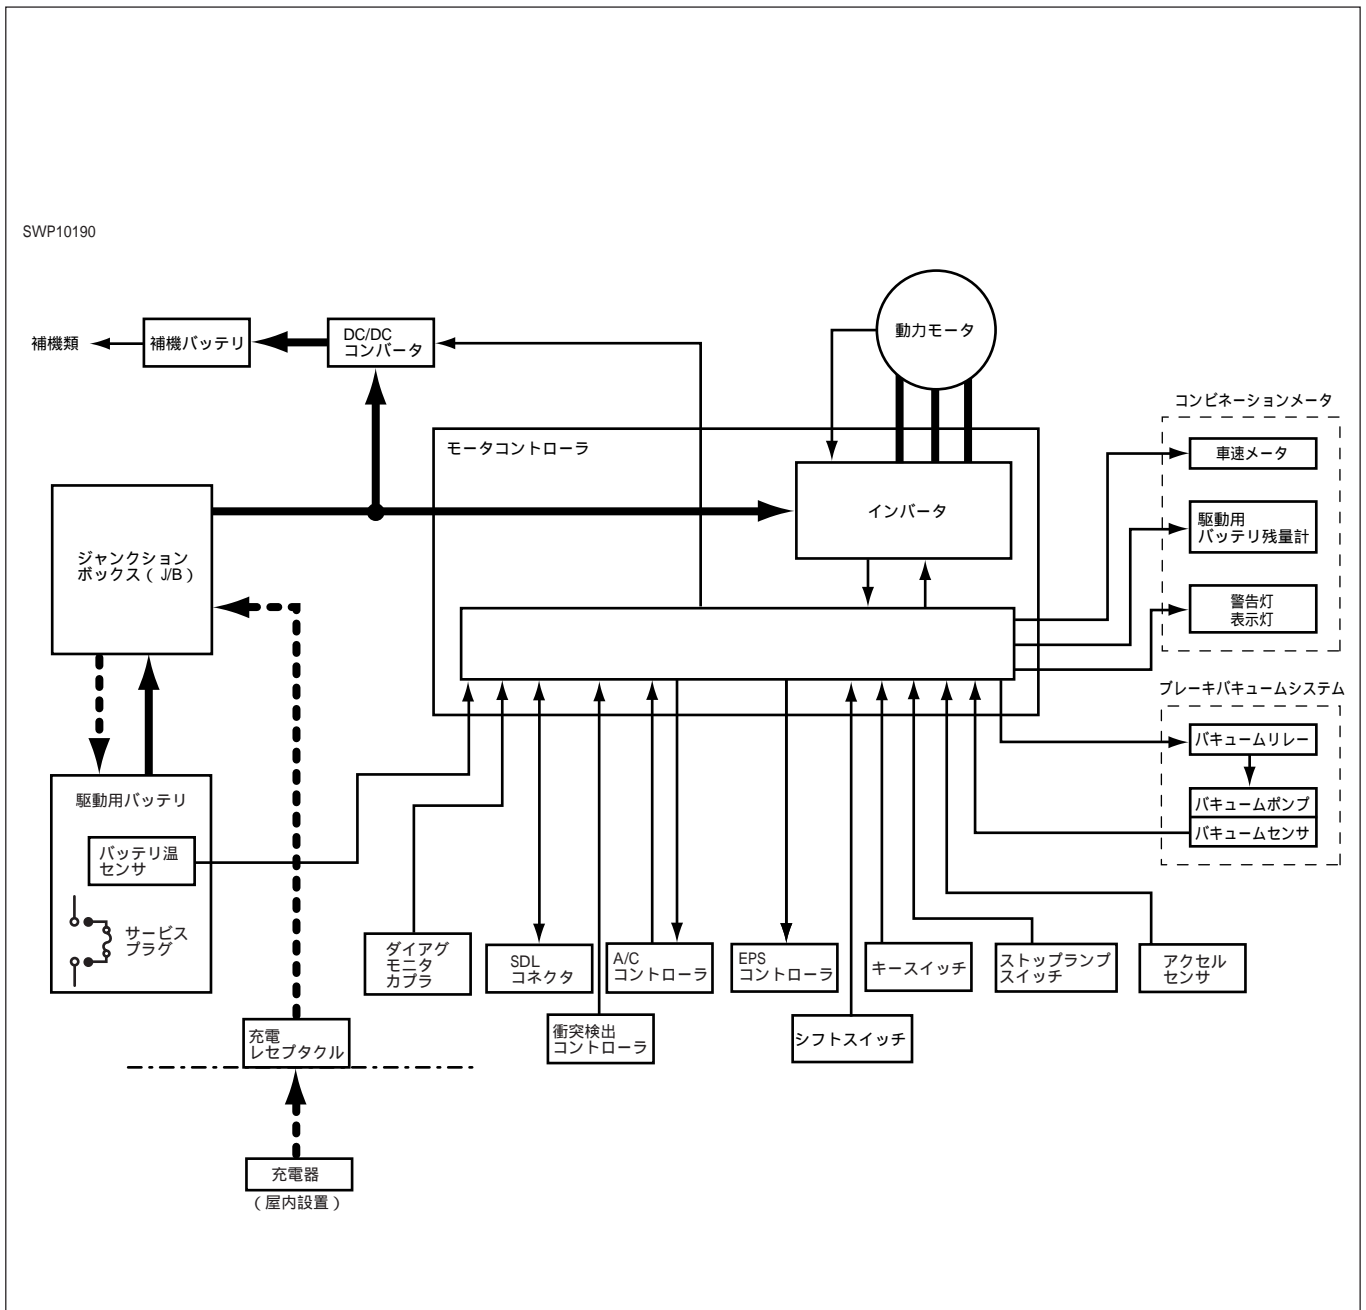 SWP10190
動力モータ
補機類
補機バッテリ
DC/DC
コンバータ
コンビネーションメータ
モータコントローラ
車速メータ
インバータ
駆動用
バッテリ残量計
ジャンクション
ボックス（ J/B ）
警告灯
表示灯
ブレーキバキュームシステム
バキュームリレー
駆動用バッテリ
バキュームポンプ
バキュームセンサ
バッテリ温
センサ
サービス
プラグ
ダイアグ
モニタ
カプラ
SDL
コネクタ
A/C
コントローラ
EPS
コントローラ
キースイッチ
ストップランプ
スイッチ
アクセル
センサ
充電
レセプタクル
衝突検出
コントローラ
シフトスイッチ
充電器
（ 屋内設置 ）